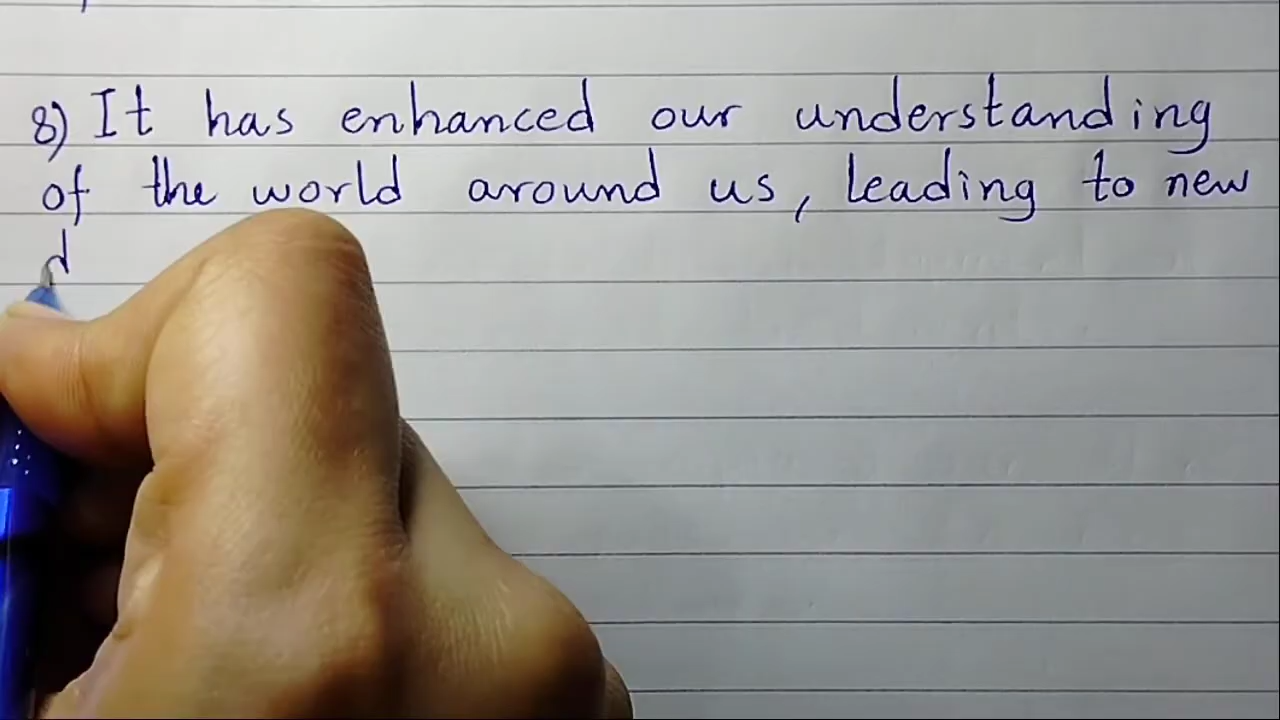 8) It has enhanced our understanding
of the world around us, leading to new
d